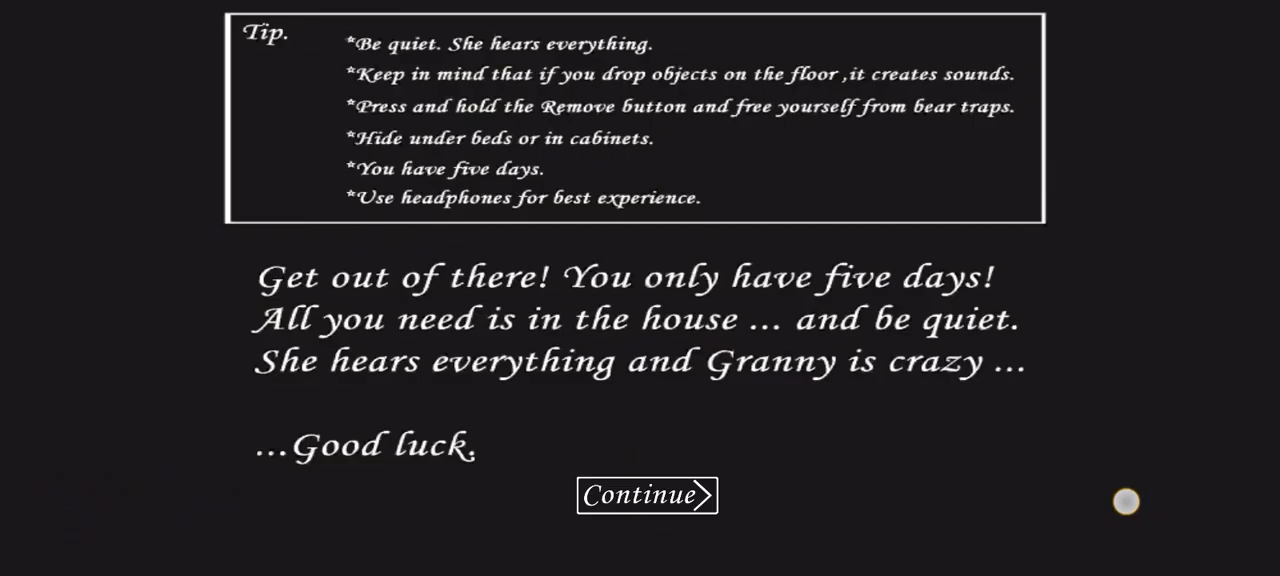 Tip.
*Be quiet. She hears everything.
*Keep in mind that if you drop objects on the floor ,it creates sounds.
*Press and hold the Remove button and free yourself from bear traps.
*Hide under beds or in cabinets.
*You have five days.
*Use headphones for best experience.
Get out of there! You only have five days!
All you need is in the house ... and be quiet.
She hears everything and Granny is crazy ...
...Good luck.
Continue